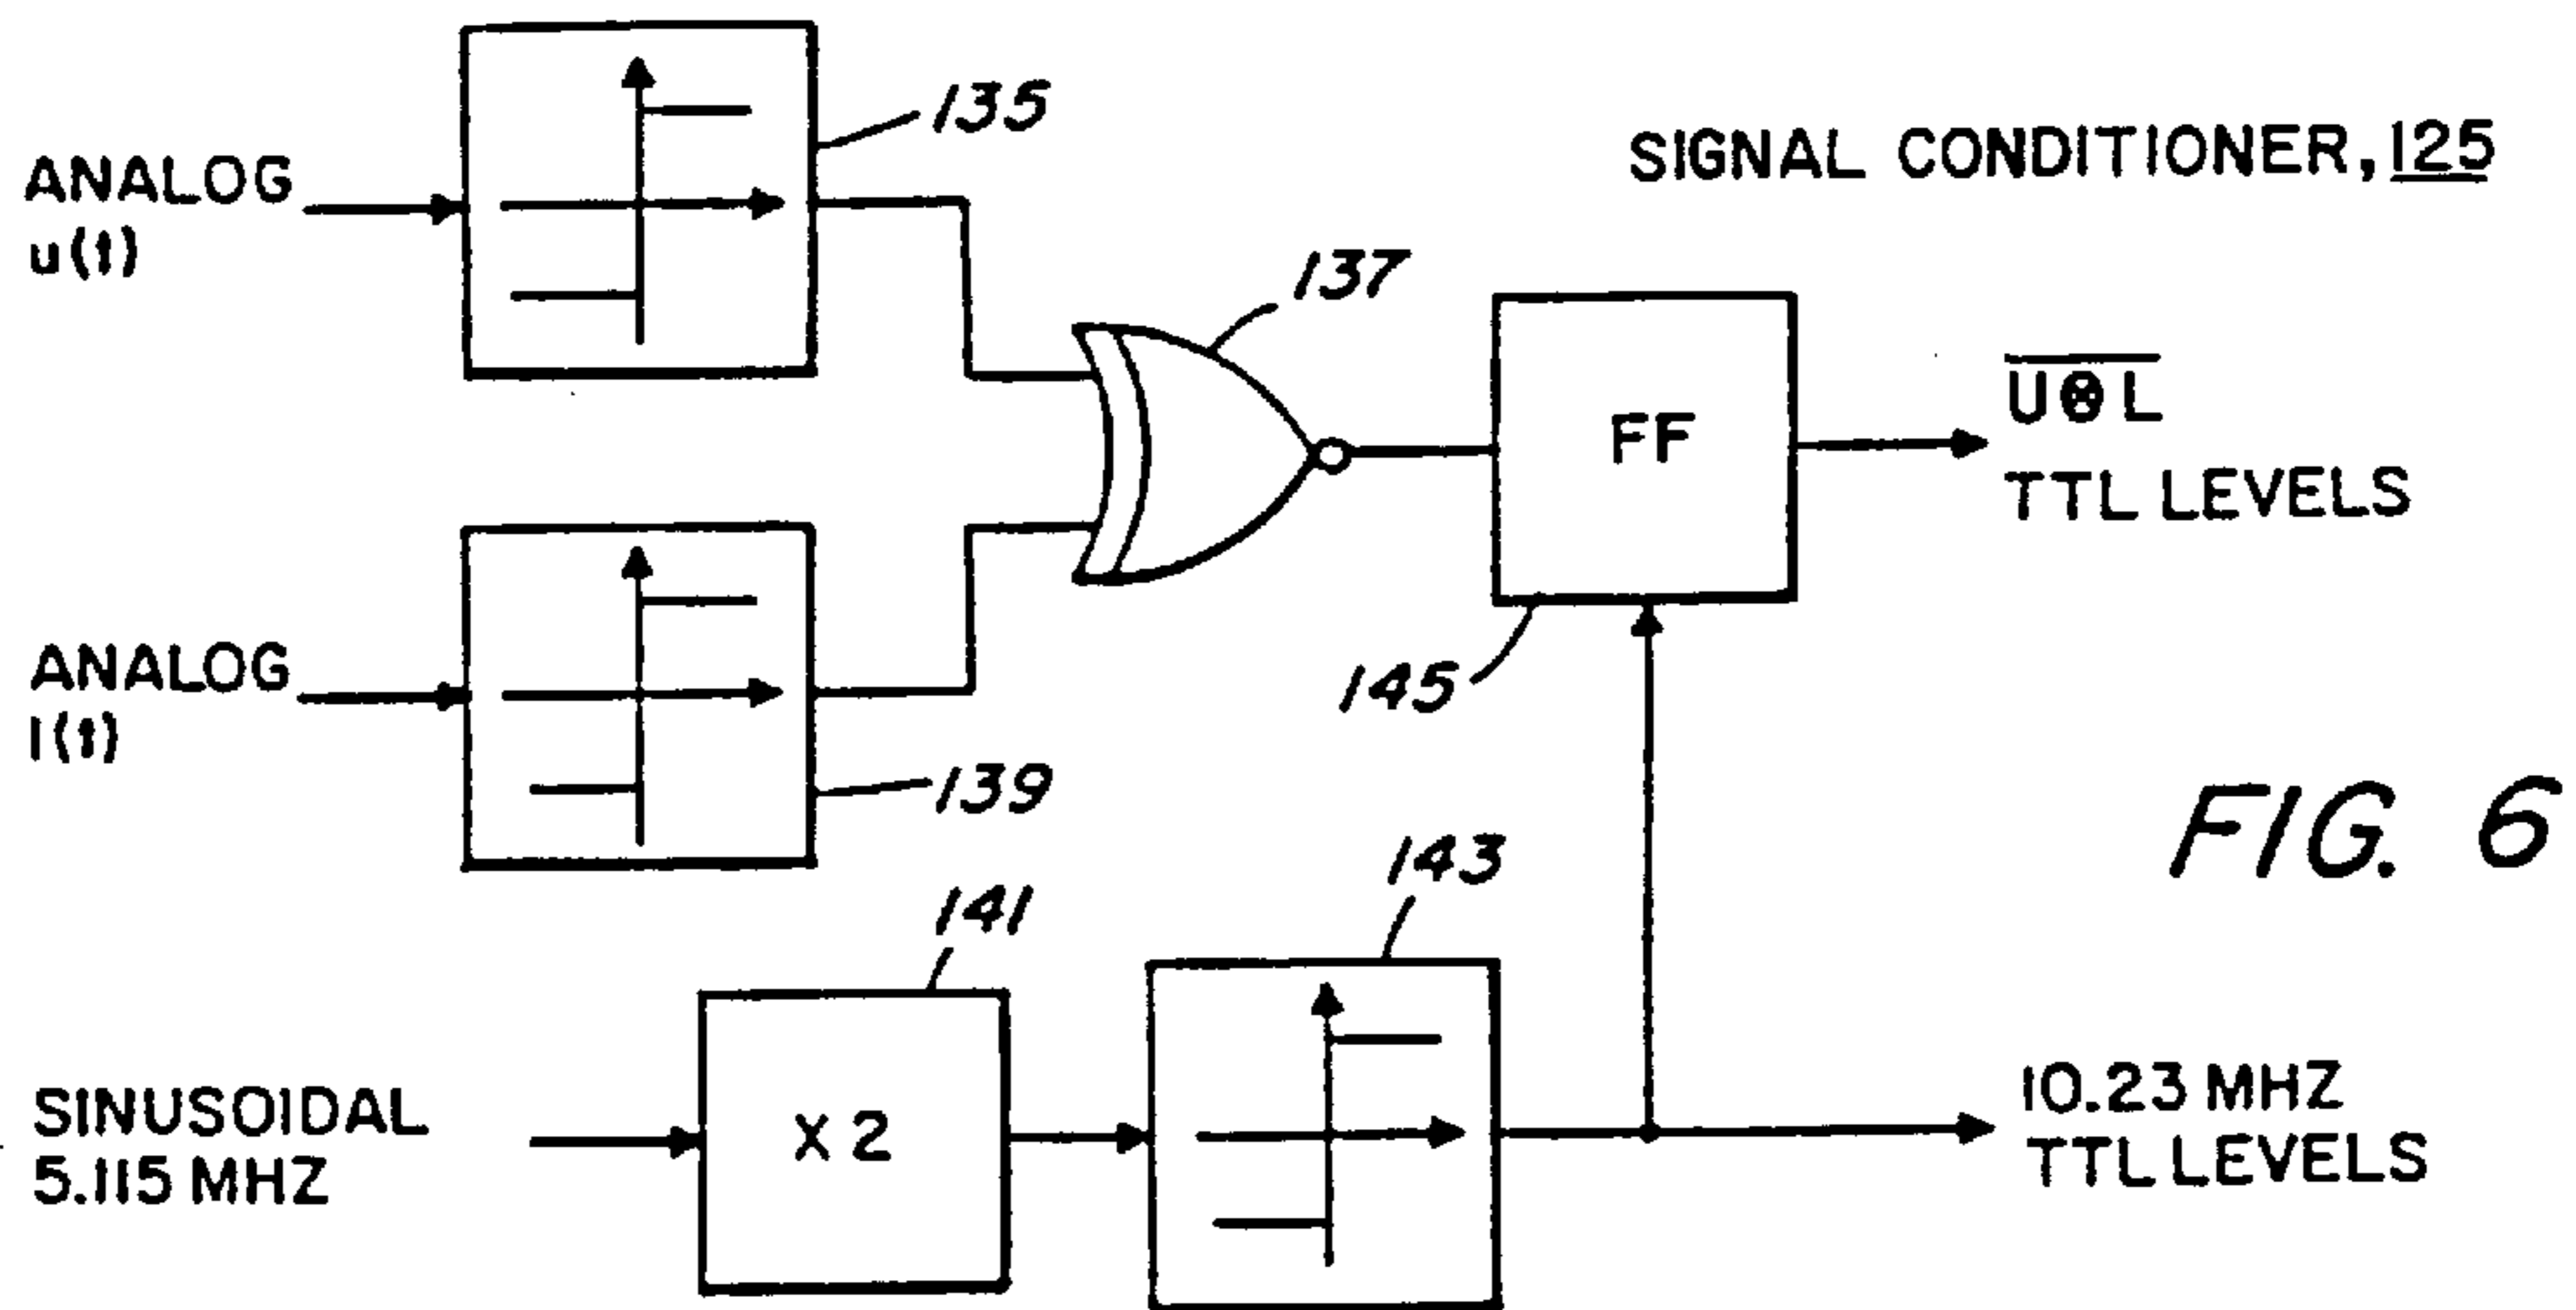 ANALOG
u(t)
135
SIGNAL CONDITIONER, 125
137
FF
U⊗L
TTL LEVELS
145
ANALOG
l(t)
139
FIG. 6
141
143
SINUSOIDAL
5.115 MHZ
X 2
10.23 MHZ
TTL LEVELS